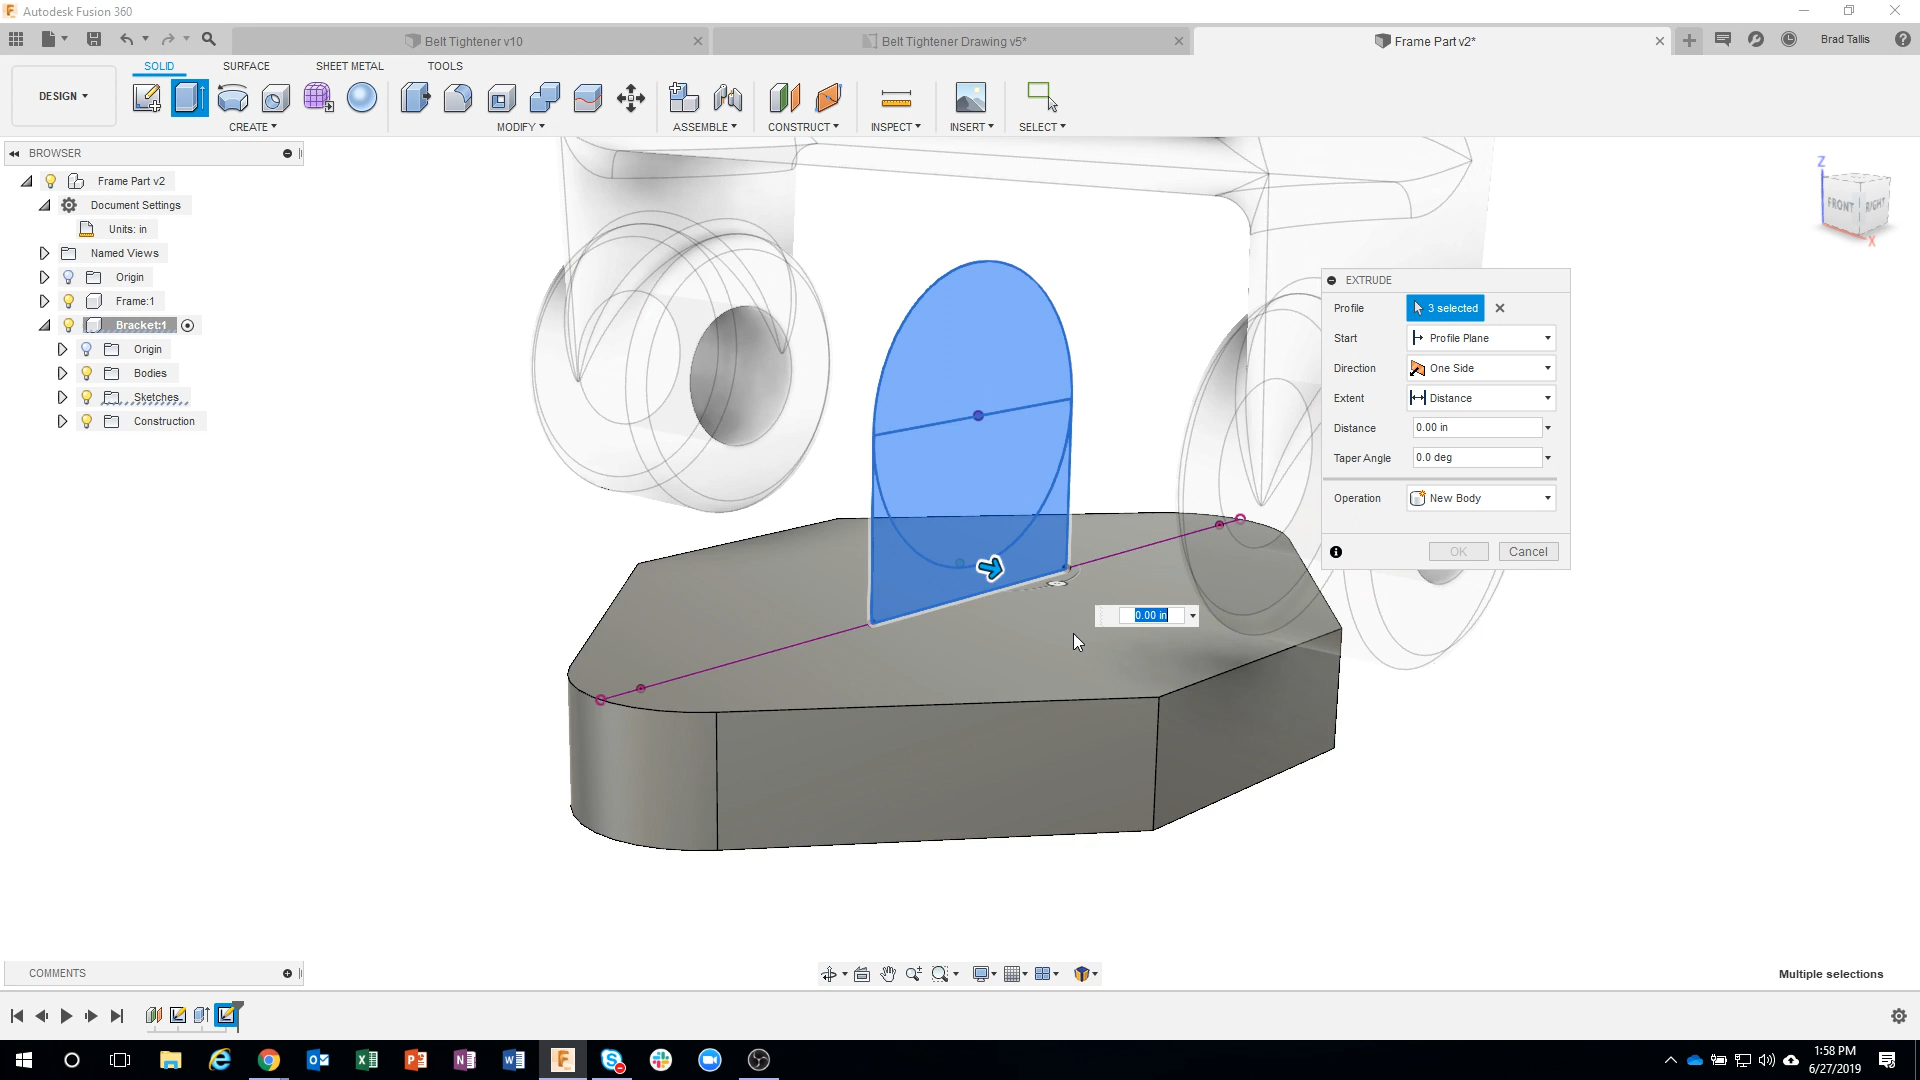 Autodesk Fusion 360
Belt Tightener v10
Belt Tightener Drawing v5*
Frame Part v2*
Brad Tallis
DESIGN
SOLID
SURFACE
SHEET METAL
TOOLS
CREATE
MODIFY
ASSEMBLE
CONSTRUCT
INSPECT
INSERT
SELECT
BROWSER
Frame Part v2
Document Settings
Units: in
Named Views
Origin
Frame:1
Bracket:1
Origin
Bodies
Sketches
Construction
Z
FRONT
RIGHT
X
EXTRUDE
Profile
3 selected
Start
Profile Plane
Direction
One Side
Extent
Distance
Distance
0.00 in
Taper Angle
0.0 deg
Operation
New Body
OK
Cancel
0.00 in
COMMENTS
Multiple selections
1:58 PM
6/27/2019